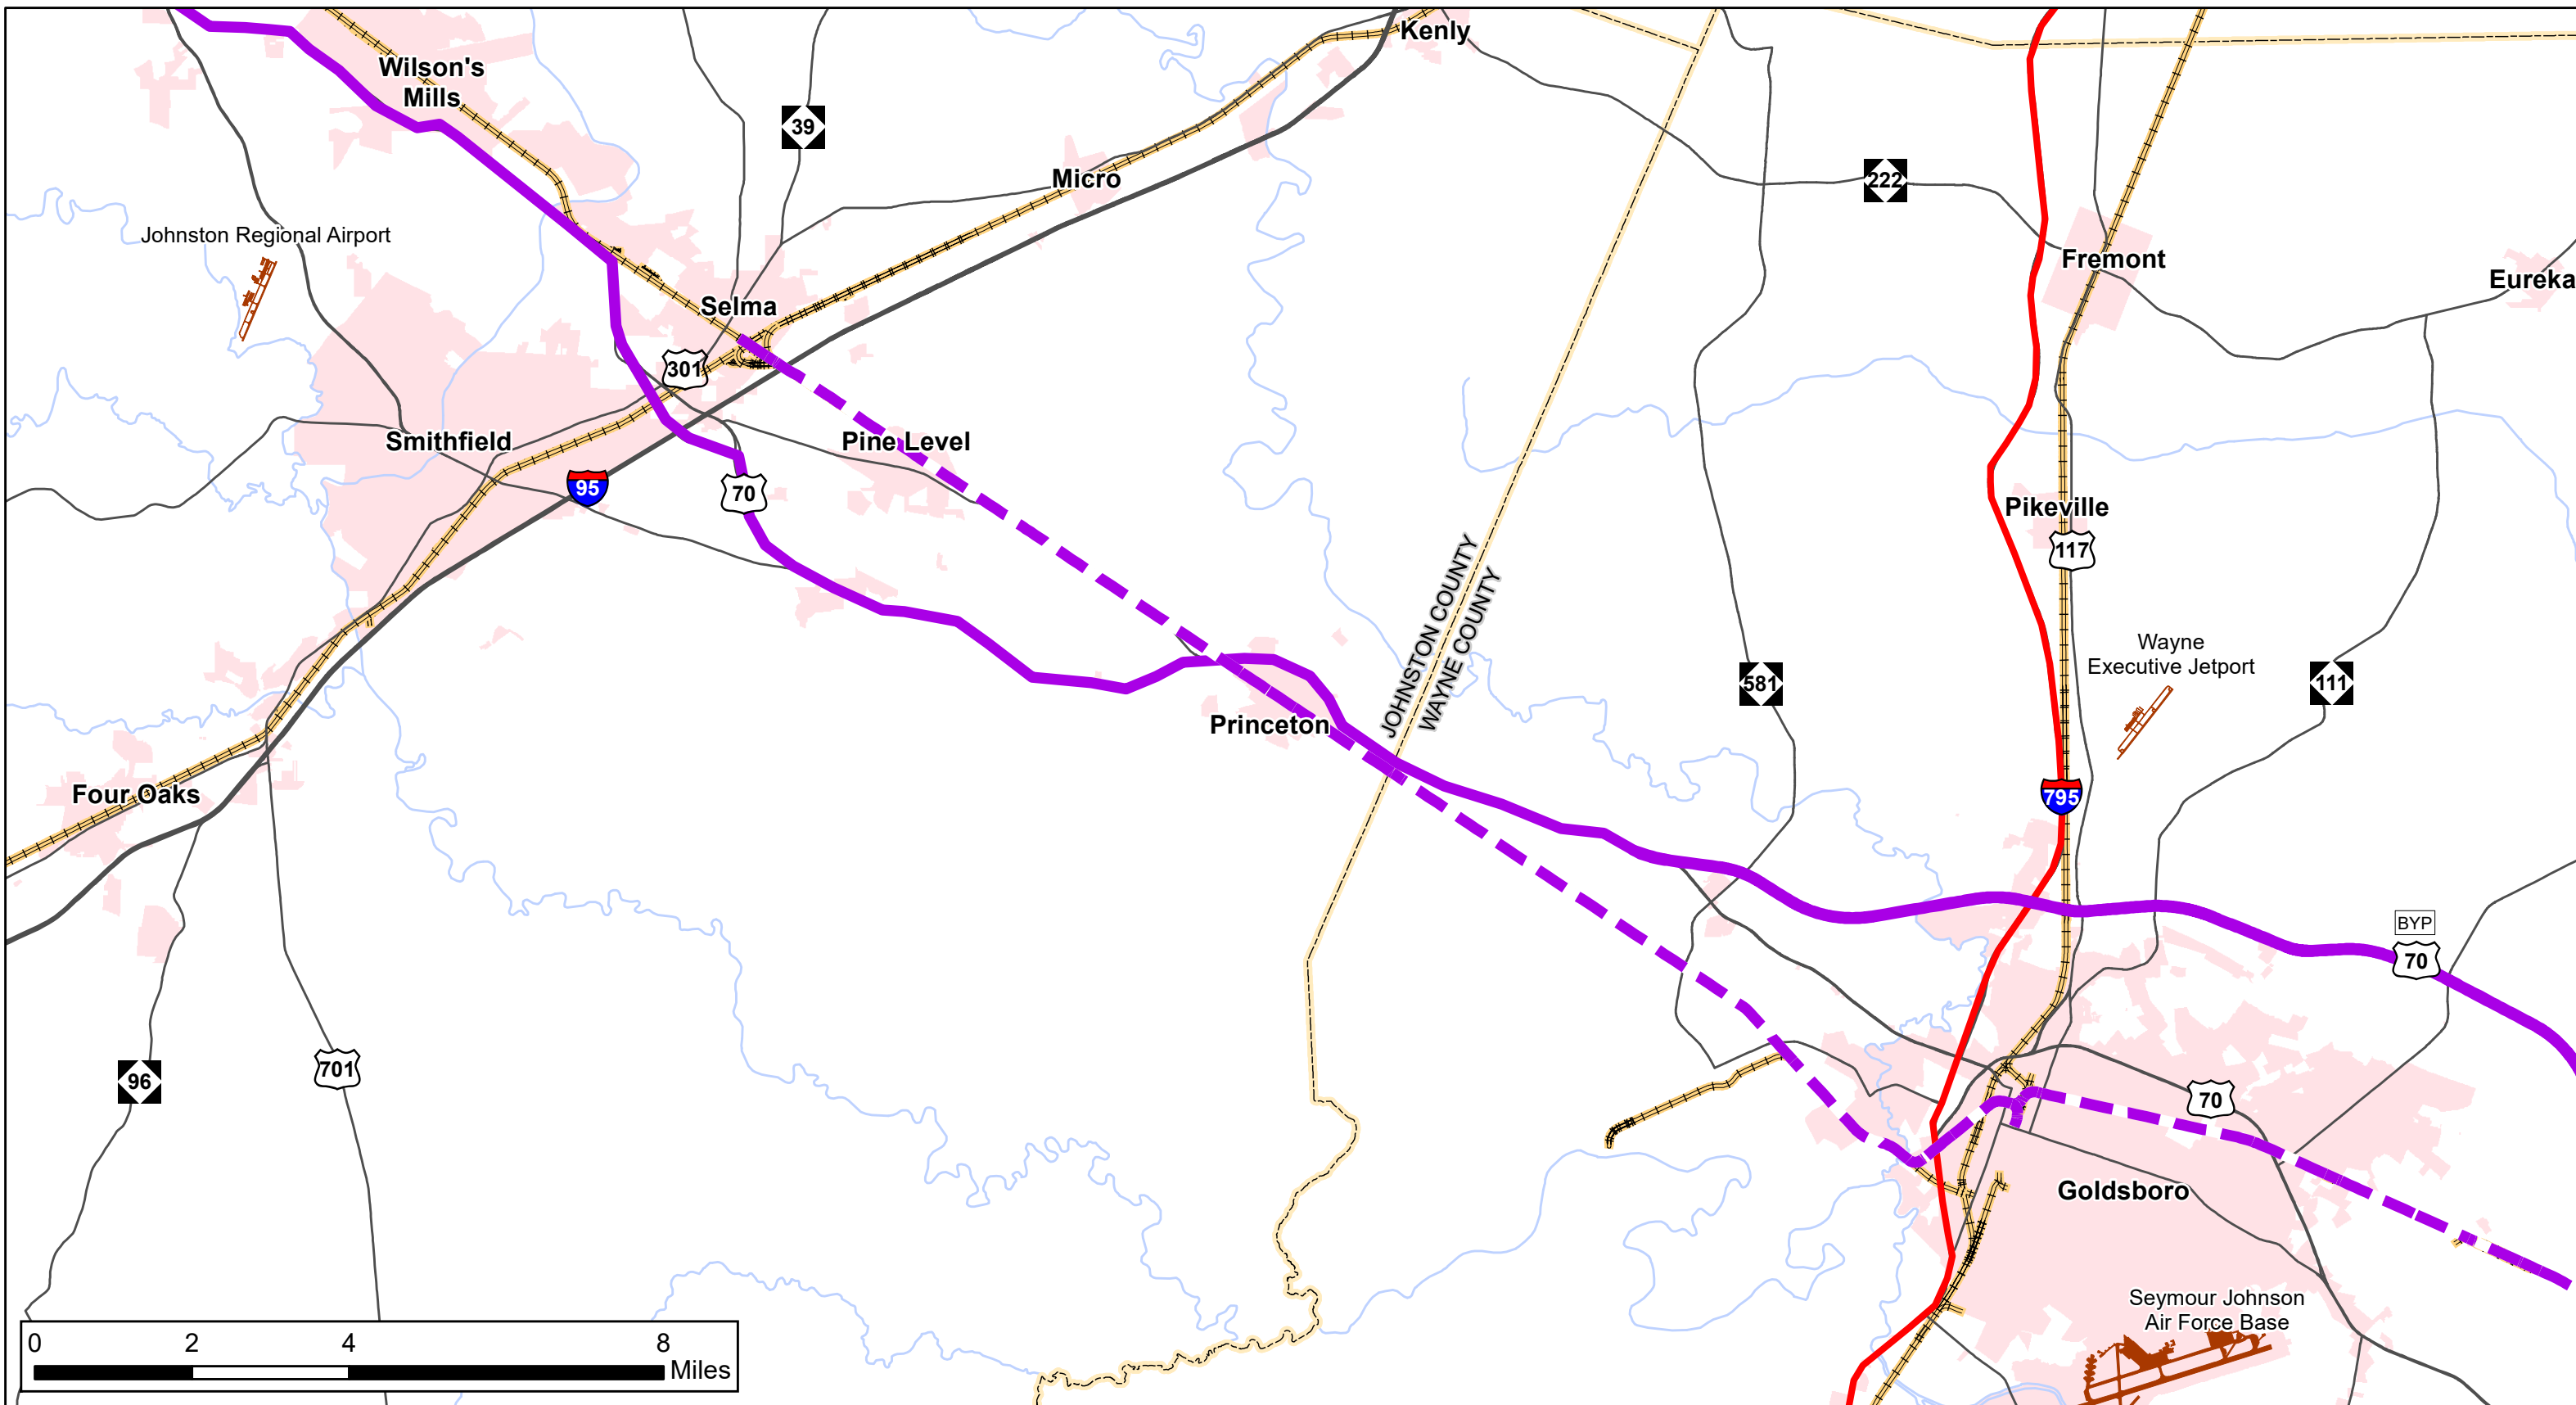 Kenly
Wilson's
Mills
39
Micro
222
Johnston Regional Airport
Fremont
Eureka
Selma
301
Smithfield
Pine Level
95
70
Pikeville
117
JOHNSTON COUNTY
WAYNE COUNTY
Wayne
Executive Jetport
581
111
Princeton
Four Oaks
795
BYP
70
96
701
70
Goldsboro
Seymour Johnson
Air Force Base
0 2 4 8
Miles